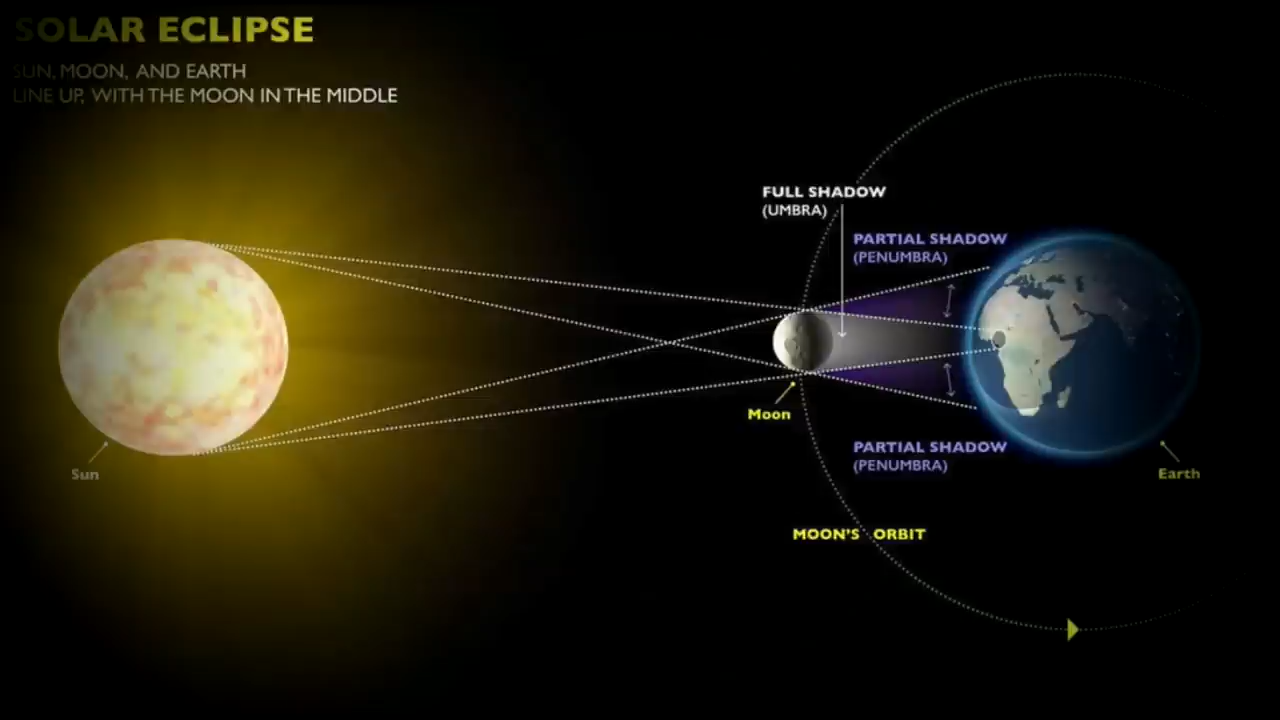 SOLAR ECLIPSE
SUN, MOON, AND EARTH
LINE UP, WITH THE MOON IN THE MIDDLE
FULL SHADOW
(UMBRA)
PARTIAL SHADOW
(PENUMBRA)
Moon
Sun
PARTIAL SHADOW
(PENUMBRA)
Earth
MOON'S ORBIT